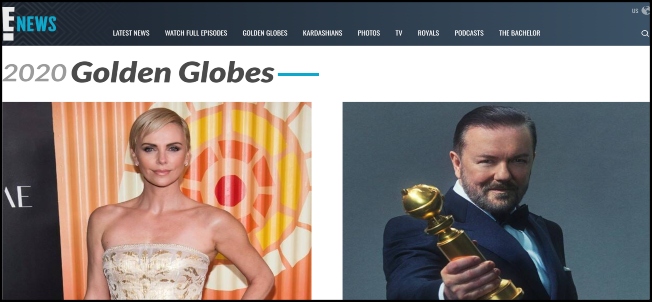 E NEWS
US
LATEST NEWS WATCH FULL EPISODES GOLDEN GLOBES KARDASHIANS PHOTOS TV ROYALS PODCASTS THE BACHELOR
2020 Golden Globes
AE